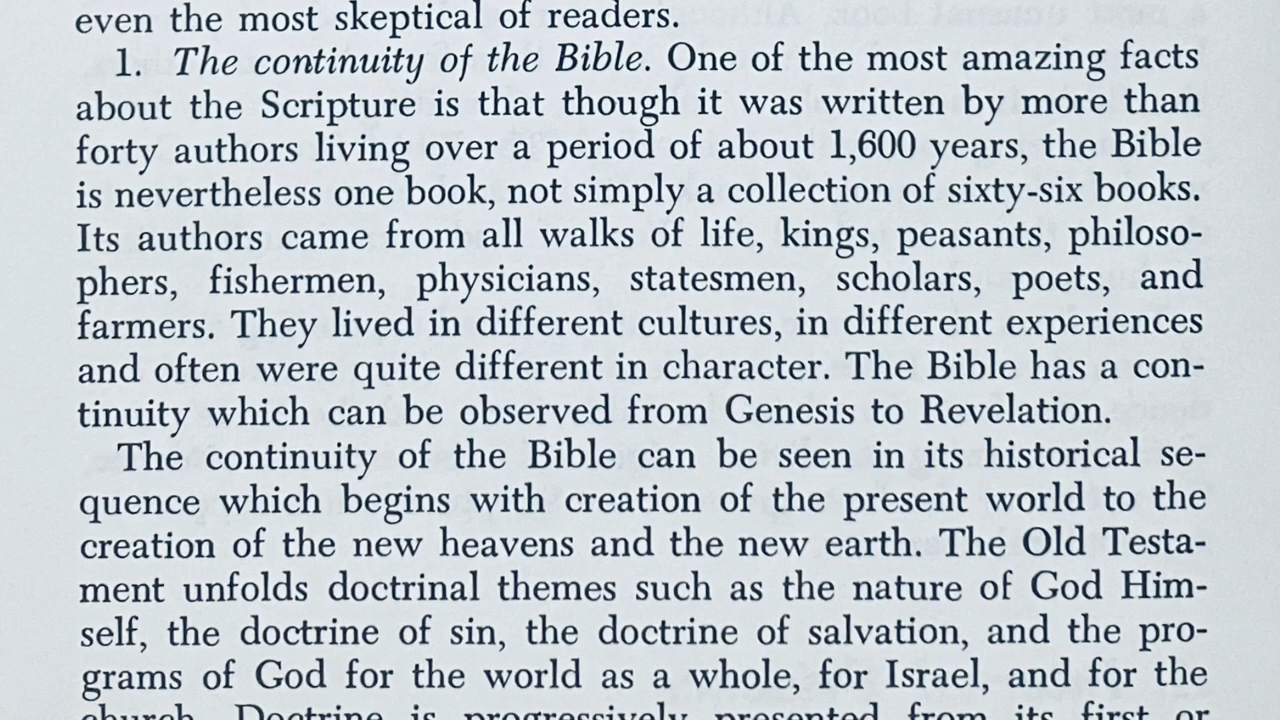 even the most skeptical of readers.
1. The continuity of the Bible. One of the most amazing facts
about the Scripture is that though it was written by more than
forty authors living over a period of about 1,600 years, the Bible
is nevertheless one book, not simply a collection of sixty-six books.
Its authors came from all walks of life, kings, peasants, philoso-
phers, fishermen, physicians, statesmen, scholars, poets, and
farmers. They lived in different cultures, in different experiences
and often were quite different in character. The Bible has a con-
tinuity which can be observed from Genesis to Revelation.
The continuity of the Bible can be seen in its historical se-
quence which begins with creation of the present world to the
creation of the new heavens and the new earth. The Old Testa-
ment unfolds doctrinal themes such as the nature of God Him-
self, the doctrine of sin, the doctrine of salvation, and the pro-
grams of God for the world as a whole, for Israel, and for the
church. Doctrine is progressively presented from its first or